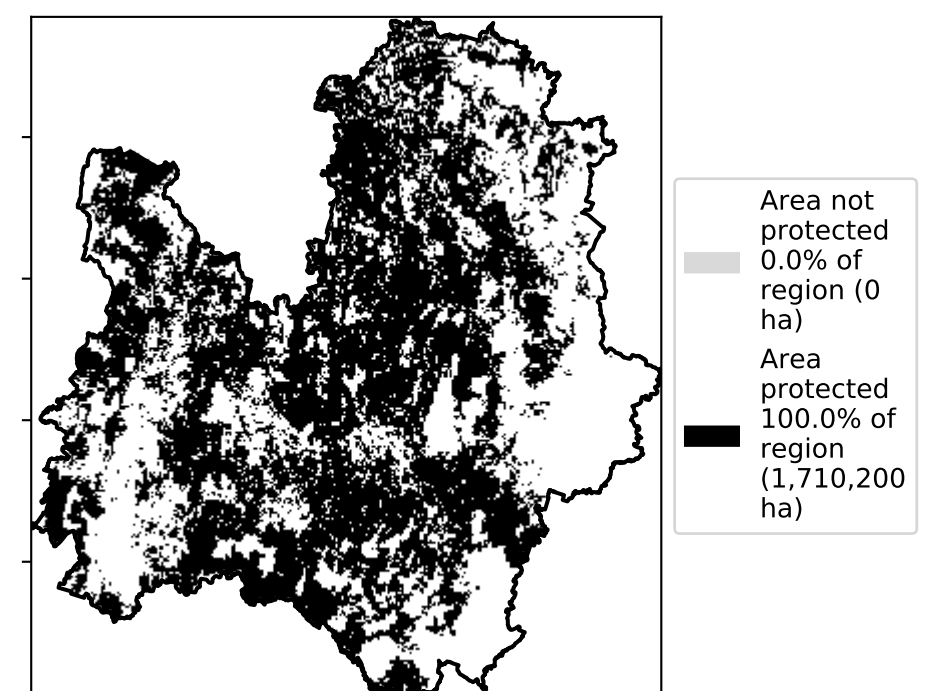 Area not
protected
0.0% of
region (0
ha)
Area
protected
100.0% of
region
(1,710,200
ha)